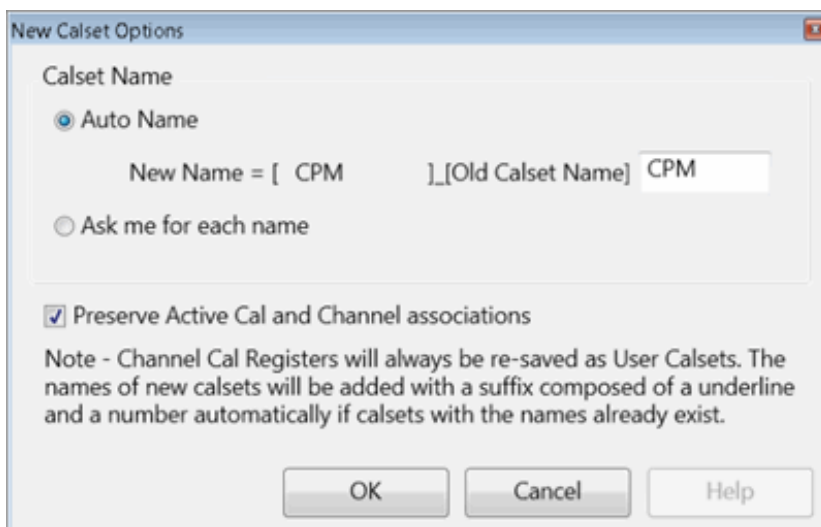 New Calset Options
Calset Name
Auto Name
New Name = [ CPM ]_[Old Calset Name] CPM
Ask me for each name
Preserve Active Cal and Channel associations
Note - Channel Cal Registers will always be re-saved as User Calsets. The
names of new calsets will be added with a suffix composed of a underline
and a number automatically if calsets with the names already exist.
OK Cancel Help